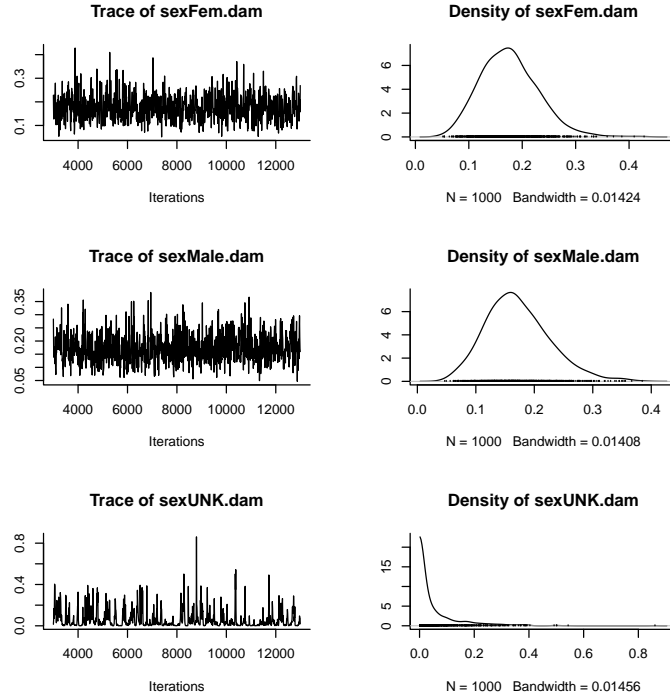 Trace of sexFem.dam
0.1 0.3
4000 6000 8000 10000 12000
Iterations
Density of sexFem.dam
0 2 4 6
0.0 0.1 0.2 0.3 0.4
N = 1000 Bandwidth = 0.01424
Trace of sexMale.dam
0.05 0.20 0.35
4000 6000 8000 10000 12000
Iterations
Density of sexMale.dam
0 2 4 6
0.0 0.1 0.2 0.3 0.4
N = 1000 Bandwidth = 0.01408
Trace of sexUNK.dam
0.0 0.4 0.8
4000 6000 8000 10000 12000
Iterations
Density of sexUNK.dam
0 5 15
0.0 0.2 0.4 0.6 0.8
N = 1000 Bandwidth = 0.01456